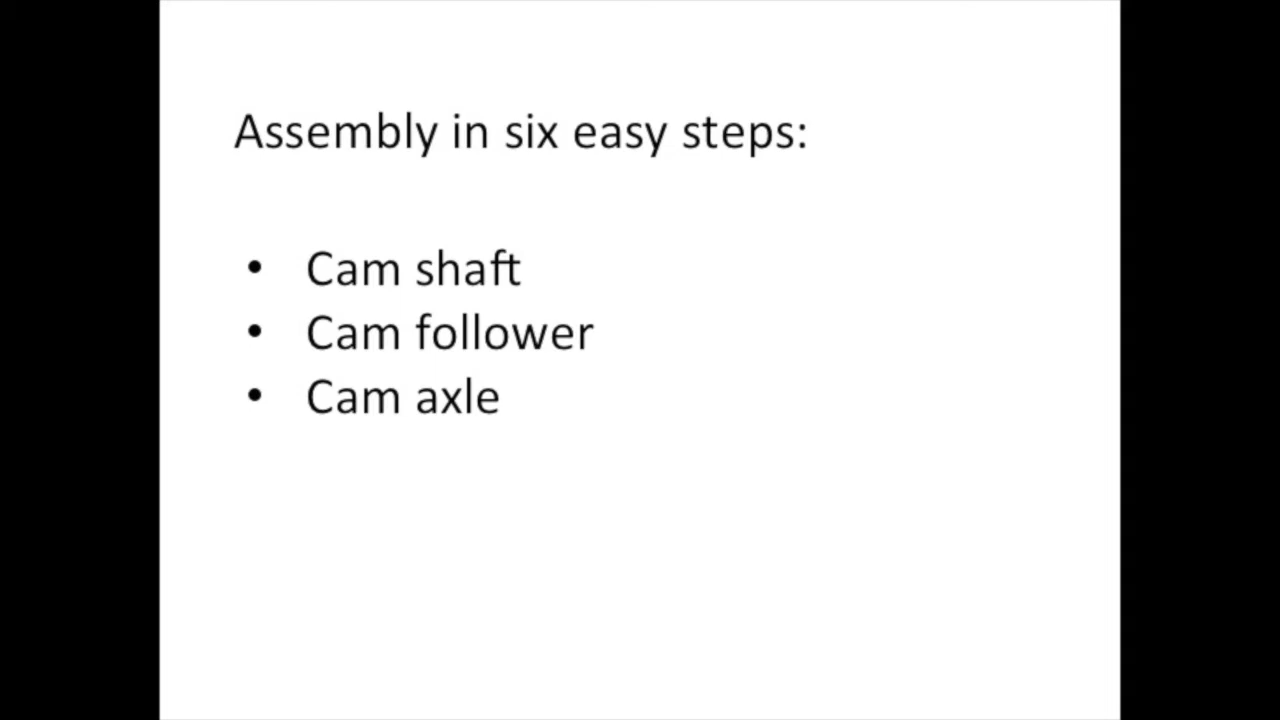 Assembly in six easy steps:
• Cam shaft
• Cam follower
• Cam axle